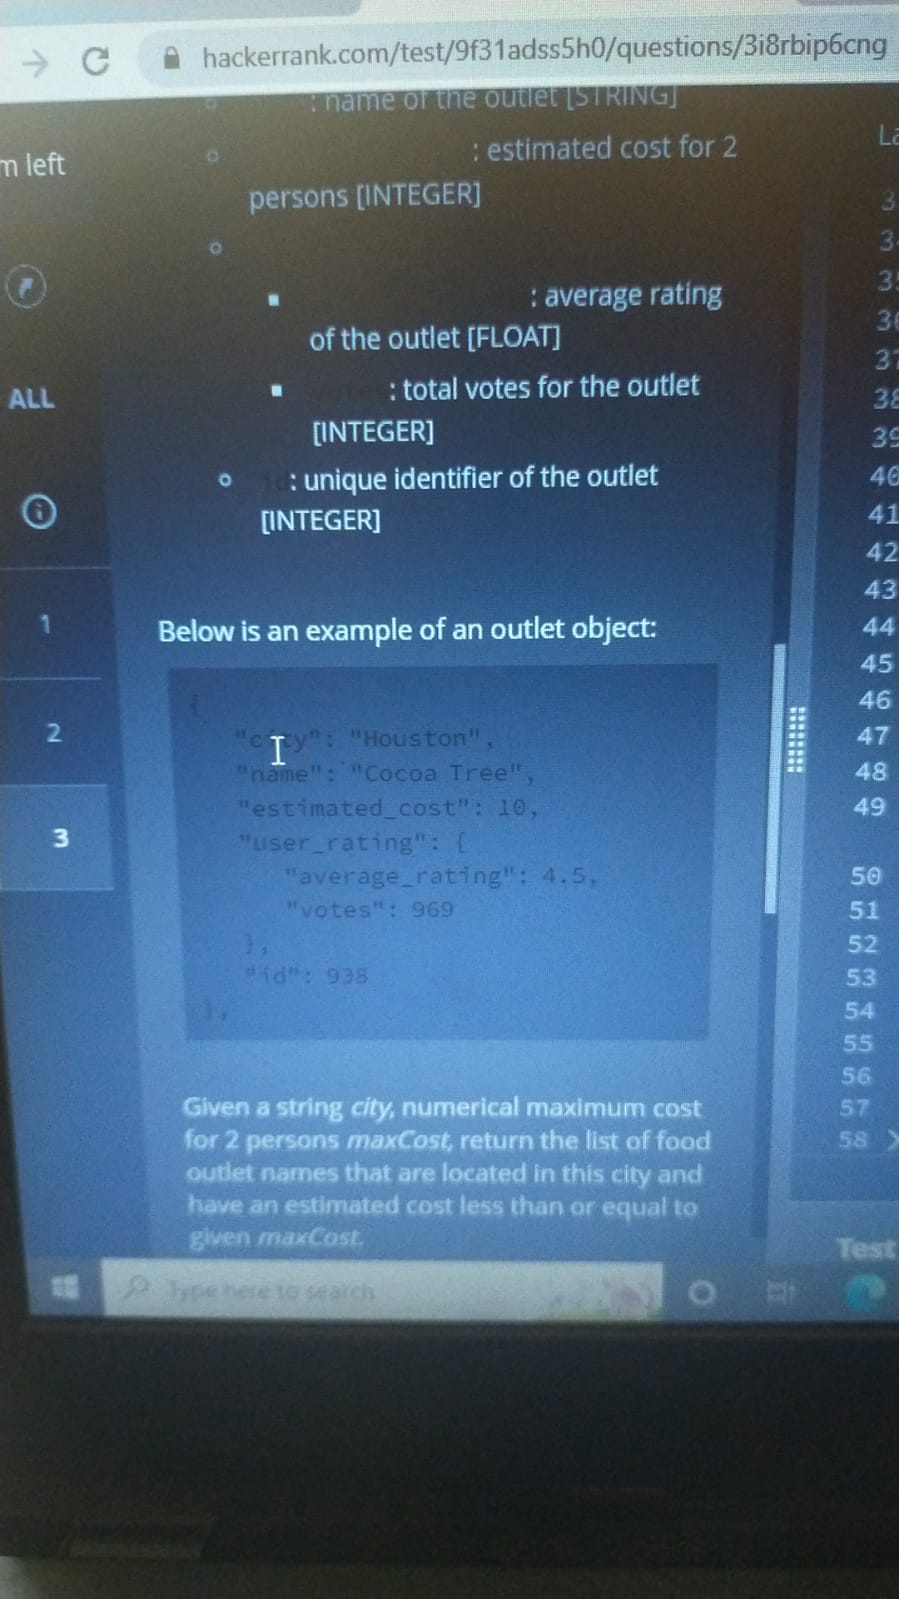 hackerrank.com/test/9f31adss5h0/questions/3i8rbip6cng
: name of the outlet [STRING]
m left
: estimated cost for 2
persons [INTEGER]
: average rating
of the outlet [FLOAT]
ALL
: total votes for the outlet
[INTEGER]
id: unique identifier of the outlet
[INTEGER]
1
Below is an example of an outlet object:
2
{
"city": "Houston",
"name": "Cocoa Tree",
3
"estimated_cost": 10,
"user_rating": {
"average_rating": 4.5,
"votes": 969
},
"id": 938
},
Given a string city, numerical maximum cost
for 2 persons maxCost, return the list of food
outlet names that are located in this city and
have an estimated cost less than or equal to
given maxCost.
Type here to search
La
37
38
39
40
41
42
43
44
45
46
47
48
49
50
51
52
53
54
55
56
57
58
Test